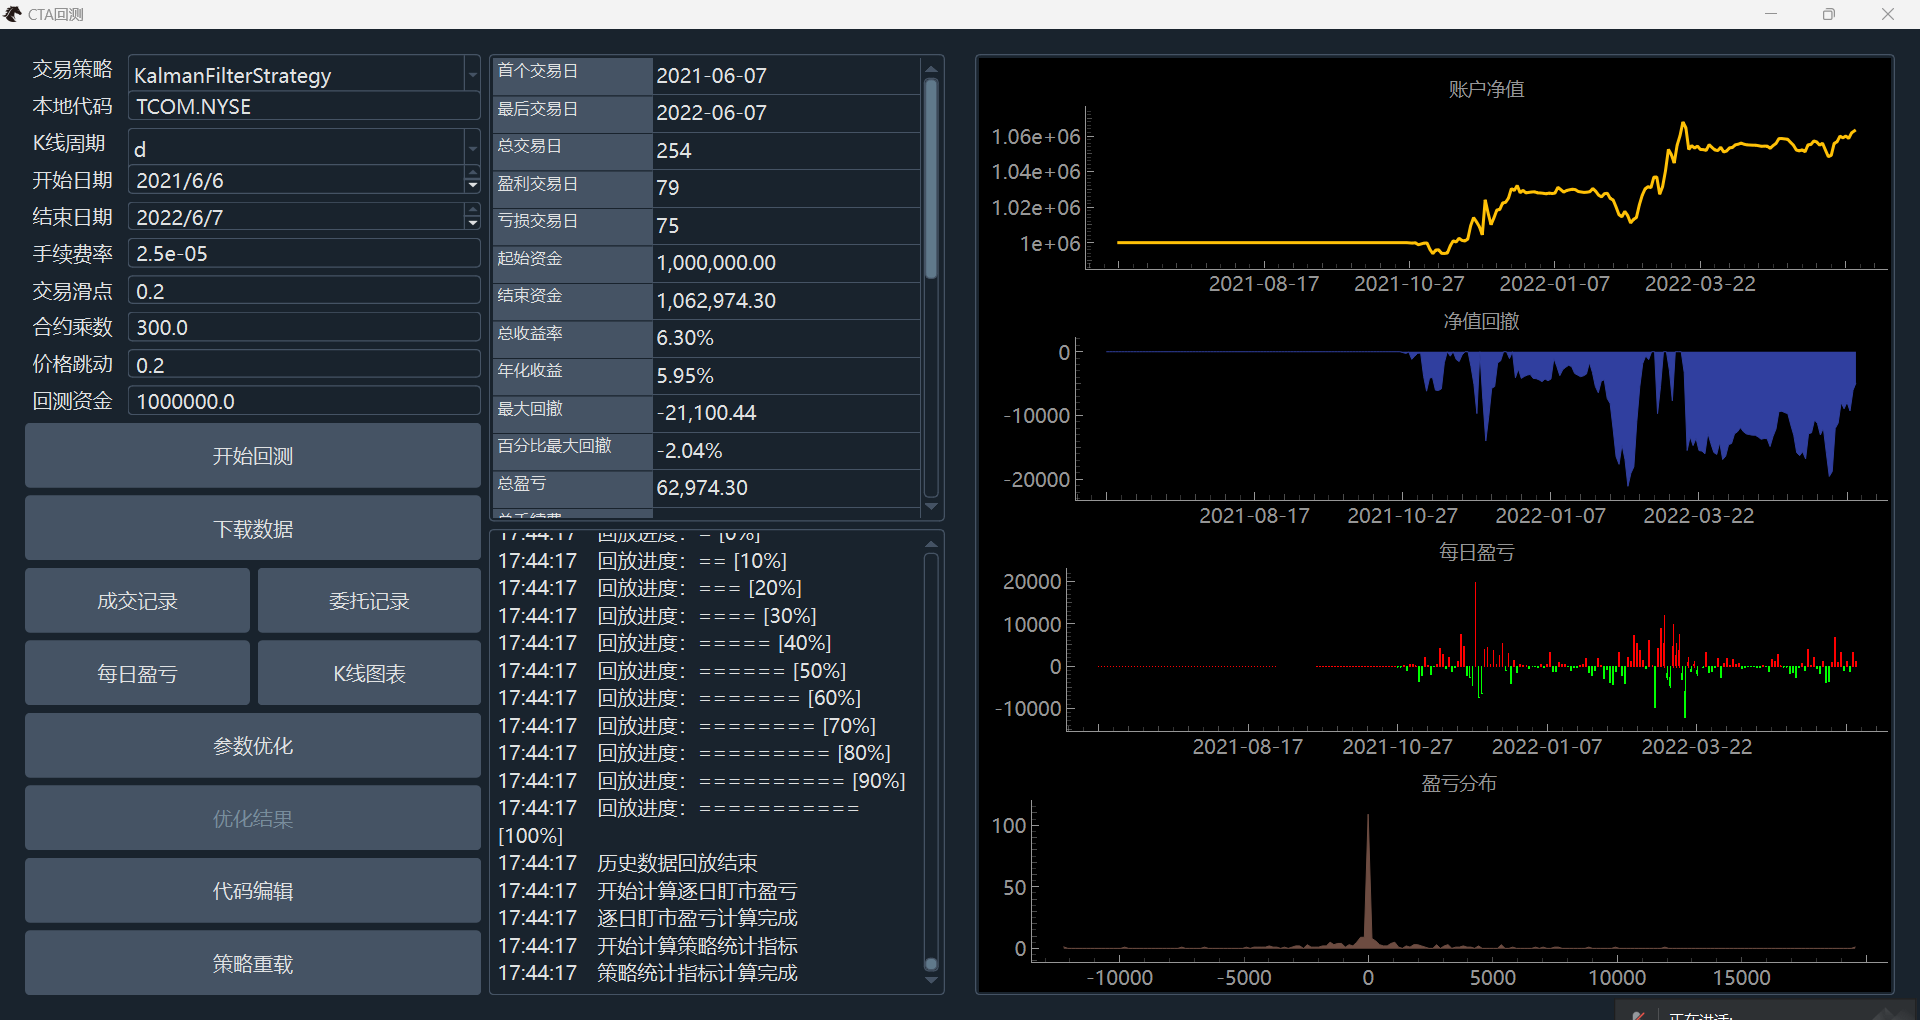 CTA回测
交易策略 KalmanFilterStrategy
本地代码 TCOM.NYSE
K线周期 d
开始日期 2021/6/6
结束日期 2022/6/7
手续费率 2.5e-05
交易滑点 0.2
合约乘数 300.0
价格跳动 0.2
回测资金 1000000.0
开始回测
下载数据
成交记录 委托记录
每日盈亏 K线图表
参数优化
优化结果
代码编辑
策略重载
首个交易日 2021-06-07
最后交易日 2022-06-07
总交易日 254
盈利交易日 79
亏损交易日 75
起始资金 1,000,000.00
结束资金 1,062,974.30
总收益率 6.30%
年化收益 5.95%
最大回撤 -21,100.44
百分比最大回撤 -2.04%
总盈亏 62,974.30
17:44:17 回放进度： = [0%]
17:44:17 回放进度： == [10%]
17:44:17 回放进度： === [20%]
17:44:17 回放进度： ==== [30%]
17:44:17 回放进度： ===== [40%]
17:44:17 回放进度： ====== [50%]
17:44:17 回放进度： ======= [60%]
17:44:17 回放进度： ======== [70%]
17:44:17 回放进度： ========= [80%]
17:44:17 回放进度： ========== [90%]
17:44:17 回放进度： ===========
[100%]
17:44:17 历史数据回放结束
17:44:17 开始计算逐日盯市盈亏
17:44:17 逐日盯市盈亏计算完成
17:44:17 开始计算策略统计指标
17:44:17 策略统计指标计算完成
账户净值
1.06e+06
1.04e+06
1.02e+06
1e+06
2021-08-17 2021-10-27 2022-01-07 2022-03-22
净值回撤
0
-10000
-20000
2021-08-17 2021-10-27 2022-01-07 2022-03-22
每日盈亏
20000
10000
0
-10000
2021-08-17 2021-10-27 2022-01-07 2022-03-22
盈亏分布
100
50
0
-10000 -5000 0 5000 10000 15000